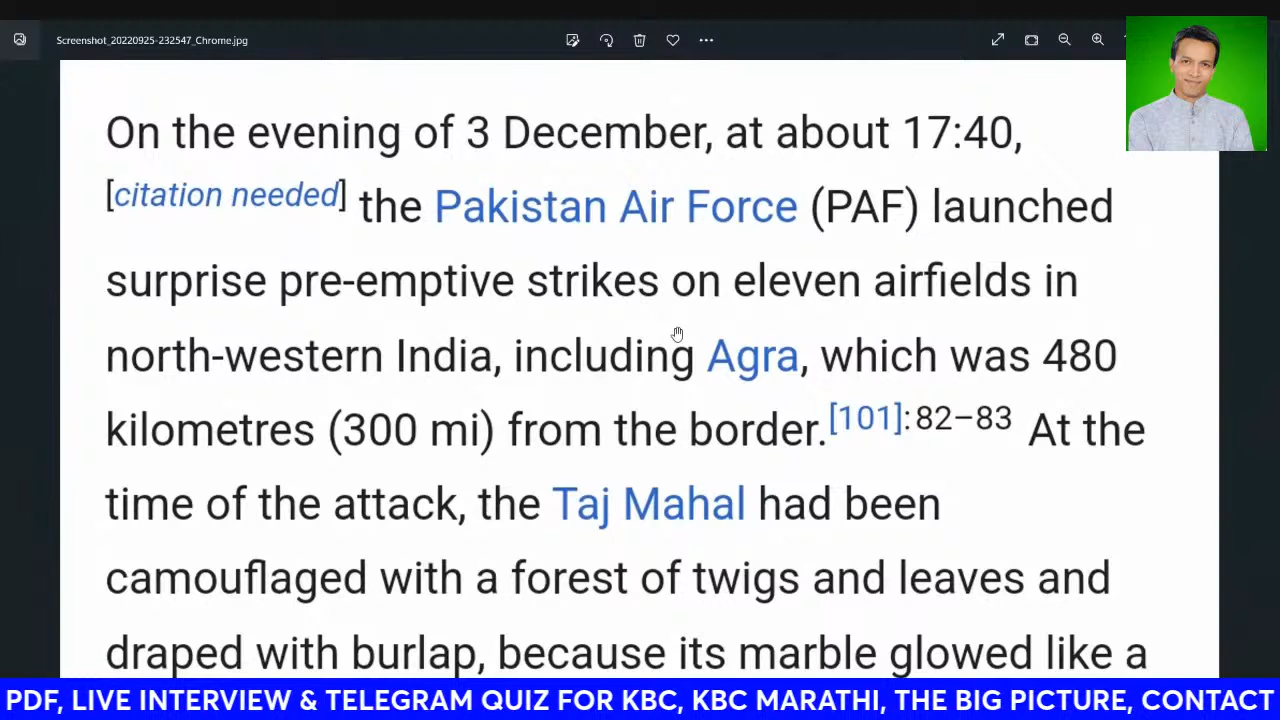 Screenshot_20220925-232547_Chrome.jpg
On the evening of 3 December, at about 17:40,
[citation needed] the Pakistan Air Force (PAF) launched
surprise pre-emptive strikes on eleven airfields in
north-western India, including Agra, which was 480
kilometres (300 mi) from the border.[101]:82–83 At the
time of the attack, the Taj Mahal had been
camouflaged with a forest of twigs and leaves and
draped with burlap, because its marble glowed like a
PDF, LIVE INTERVIEW & TELEGRAM QUIZ FOR KBC, KBC MARATHI, THE BIG PICTURE, CONTACT